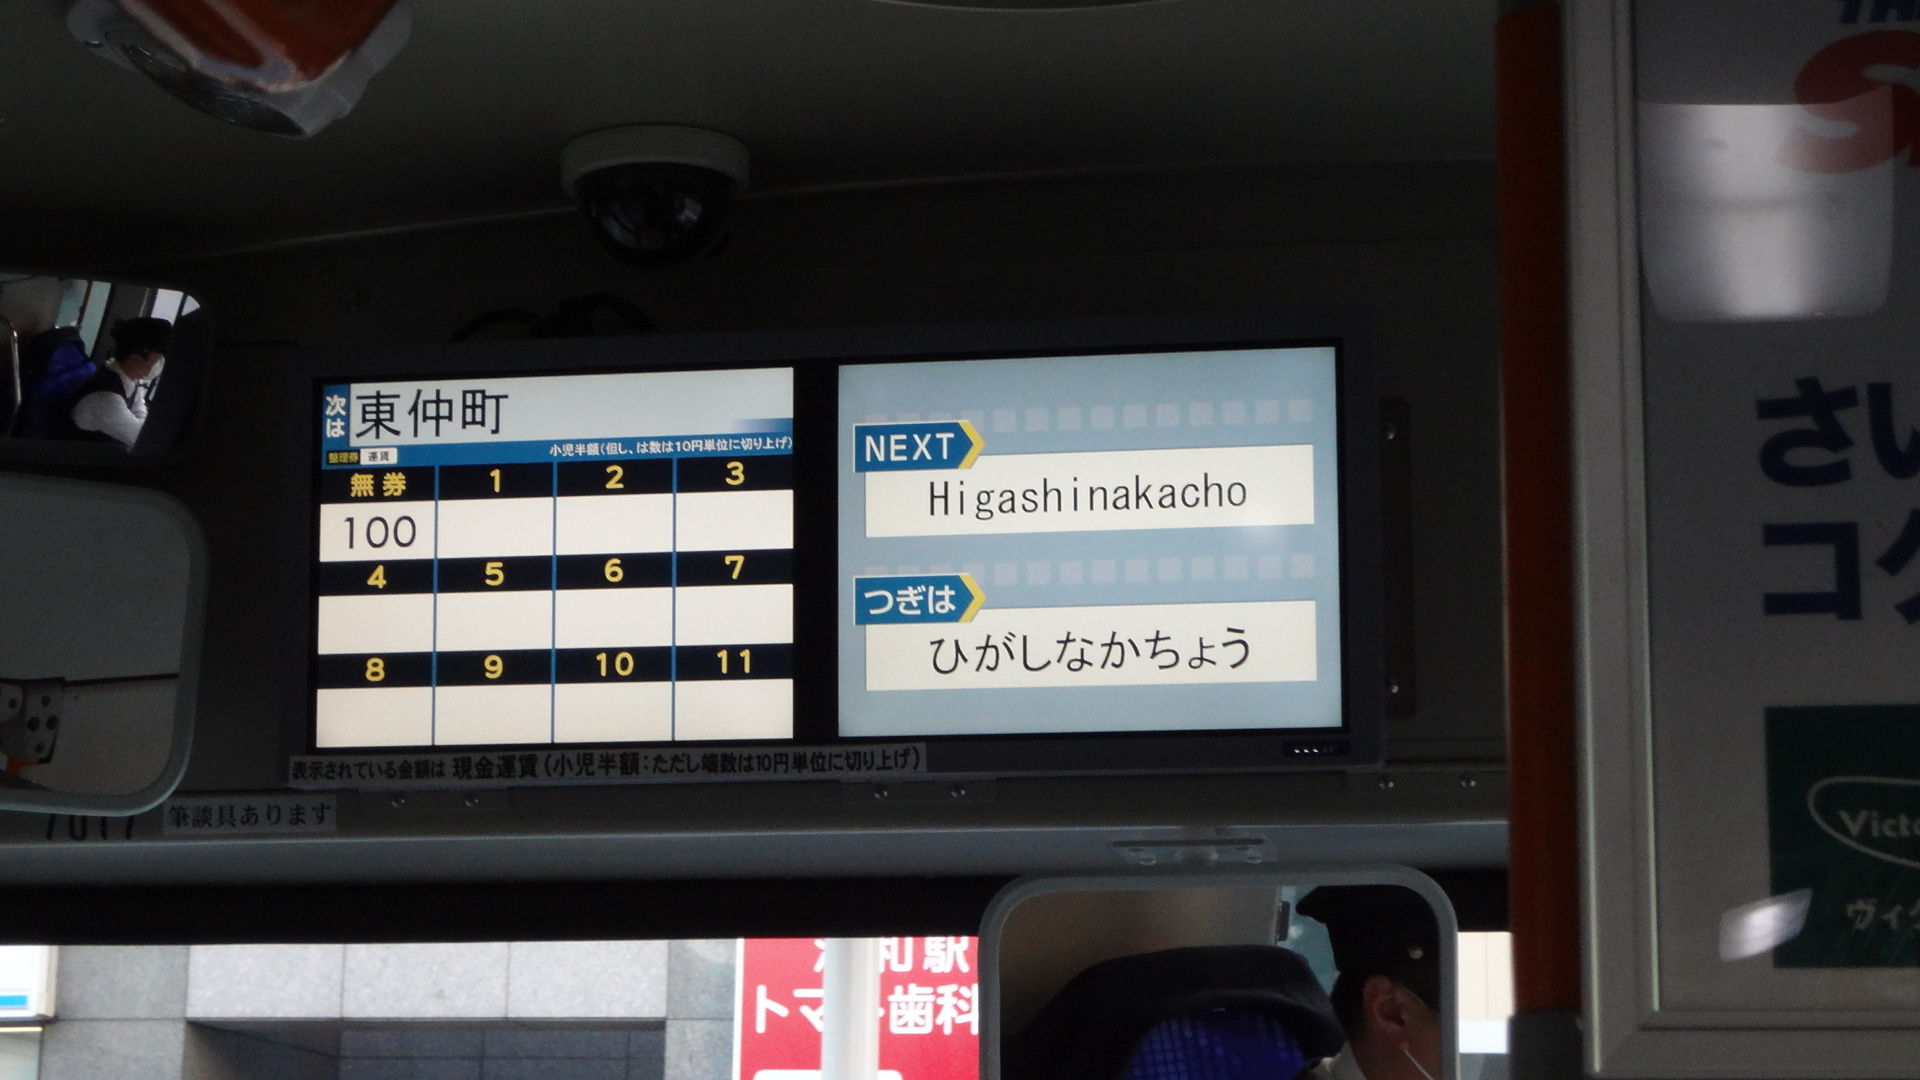 次は 東仲町
整理券 運賃 小児半額(但し、は数は10円単位に切り上げ)
無券 1 2 3
100
4 5 6 7
8 9 10 11
NEXT
Higashinakacho
つぎは
ひがしなかちょう
表示されている金額は 現金運賃(小児半額:ただし端数は10円単位に切り上げ)
筆談具あります
和駅
歯科
さい
コク
Victo
ヴィク